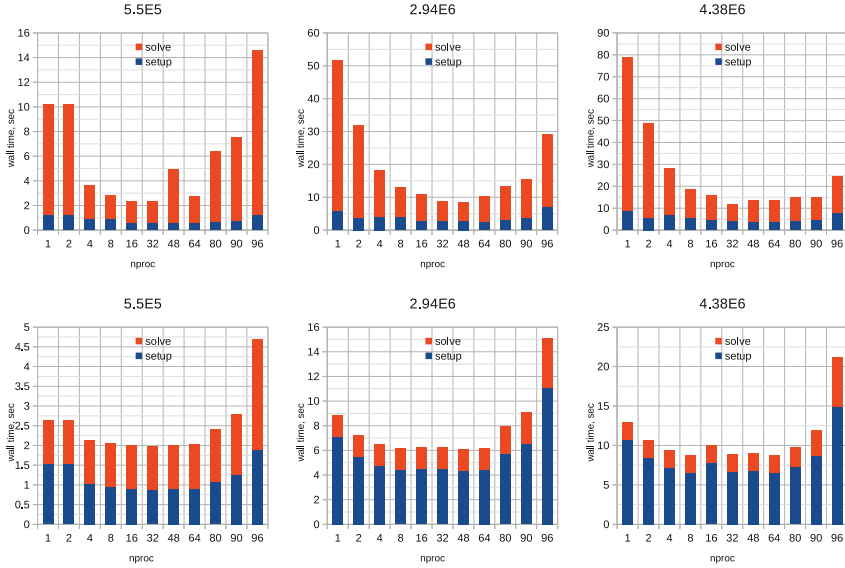 5.5E5
16
14
12
10
8
6
4
2
0
wall time, sec
solve
setup
1 2 4 8 16 32 48 64 80 90 96
nproc
2.94E6
60
50
40
30
20
10
0
wall time, sec
solve
setup
1 2 4 8 16 32 48 64 80 90 96
nproc
4.38E6
90
80
70
60
50
40
30
20
10
0
wall time, sec
solve
setup
1 2 4 8 16 32 48 64 80 90 96
nproc
5.5E5
5
4,5
4
3,5
3
2,5
2
1,5
1
0,5
0
wall time, sec
solve
setup
1 2 4 8 16 32 48 64 80 90 96
nproc
2.94E6
16
14
12
10
8
6
4
2
0
wall time, sec
solve
setup
1 2 4 8 16 32 48 64 80 90 96
nproc
4.38E6
25
20
15
10
5
0
wall time, sec
solve
setup
1 2 4 8 16 32 48 64 80 90 96
nproc